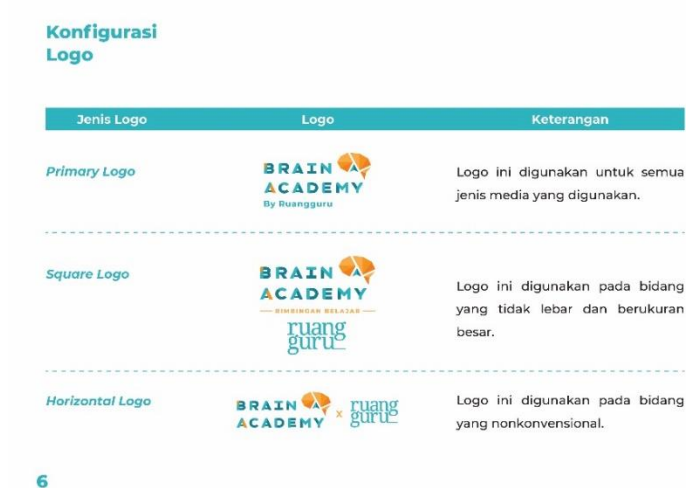 Konfigurasi
Logo
Jenis Logo Logo Keterangan
Primary Logo
BRAIN
ACADEMY
By Ruangguru
Logo ini digunakan untuk semua
jenis media yang digunakan.
Square Logo
BRAIN
ACADEMY
BIMBINGAN BELAJAR
ruang
guru
Logo ini digunakan pada bidang
yang tidak lebar dan berukuran
besar.
Horizontal Logo
BRAIN
ACADEMY
x
ruang
guru
Logo ini digunakan pada bidang
yang nonkonvensional.
6